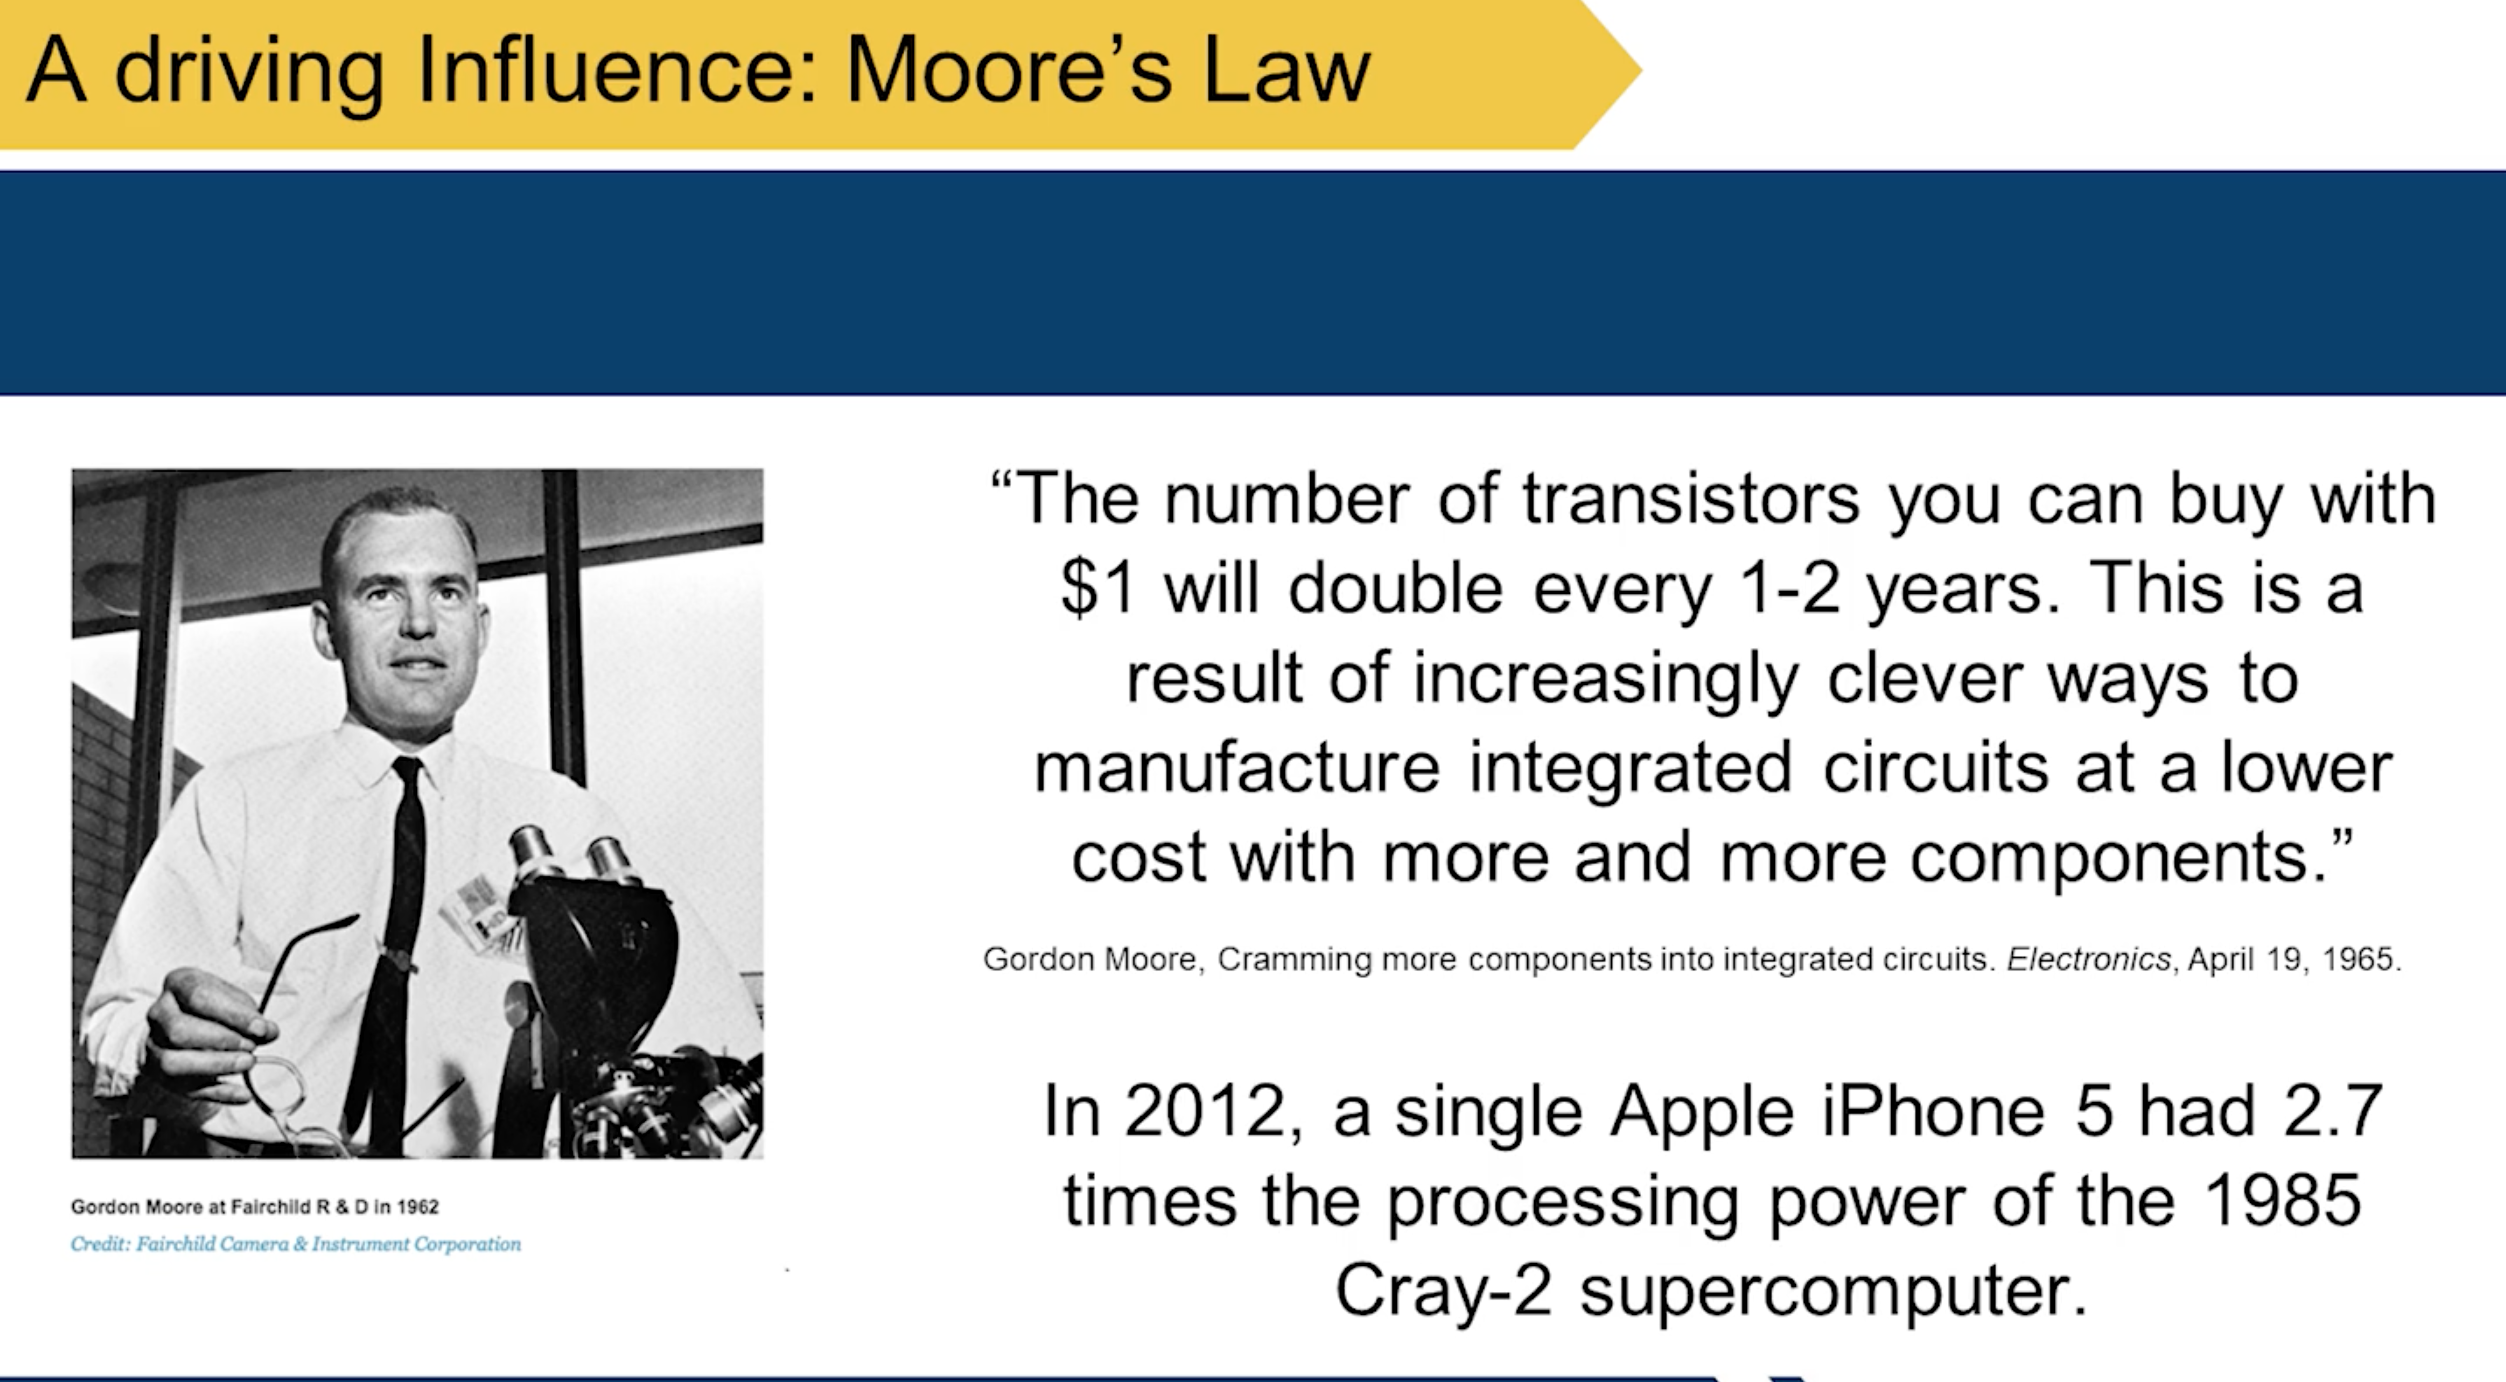 A driving Influence: Moore’s Law
“The number of transistors you can buy with
$1 will double every 1-2 years. This is a
result of increasingly clever ways to
manufacture integrated circuits at a lower
cost with more and more components.”
Gordon Moore, Cramming more components into integrated circuits. Electronics, April 19, 1965.
In 2012, a single Apple iPhone 5 had 2.7
times the processing power of the 1985
Cray-2 supercomputer.
Gordon Moore at Fairchild R & D in 1962
Credit: Fairchild Camera & Instrument Corporation